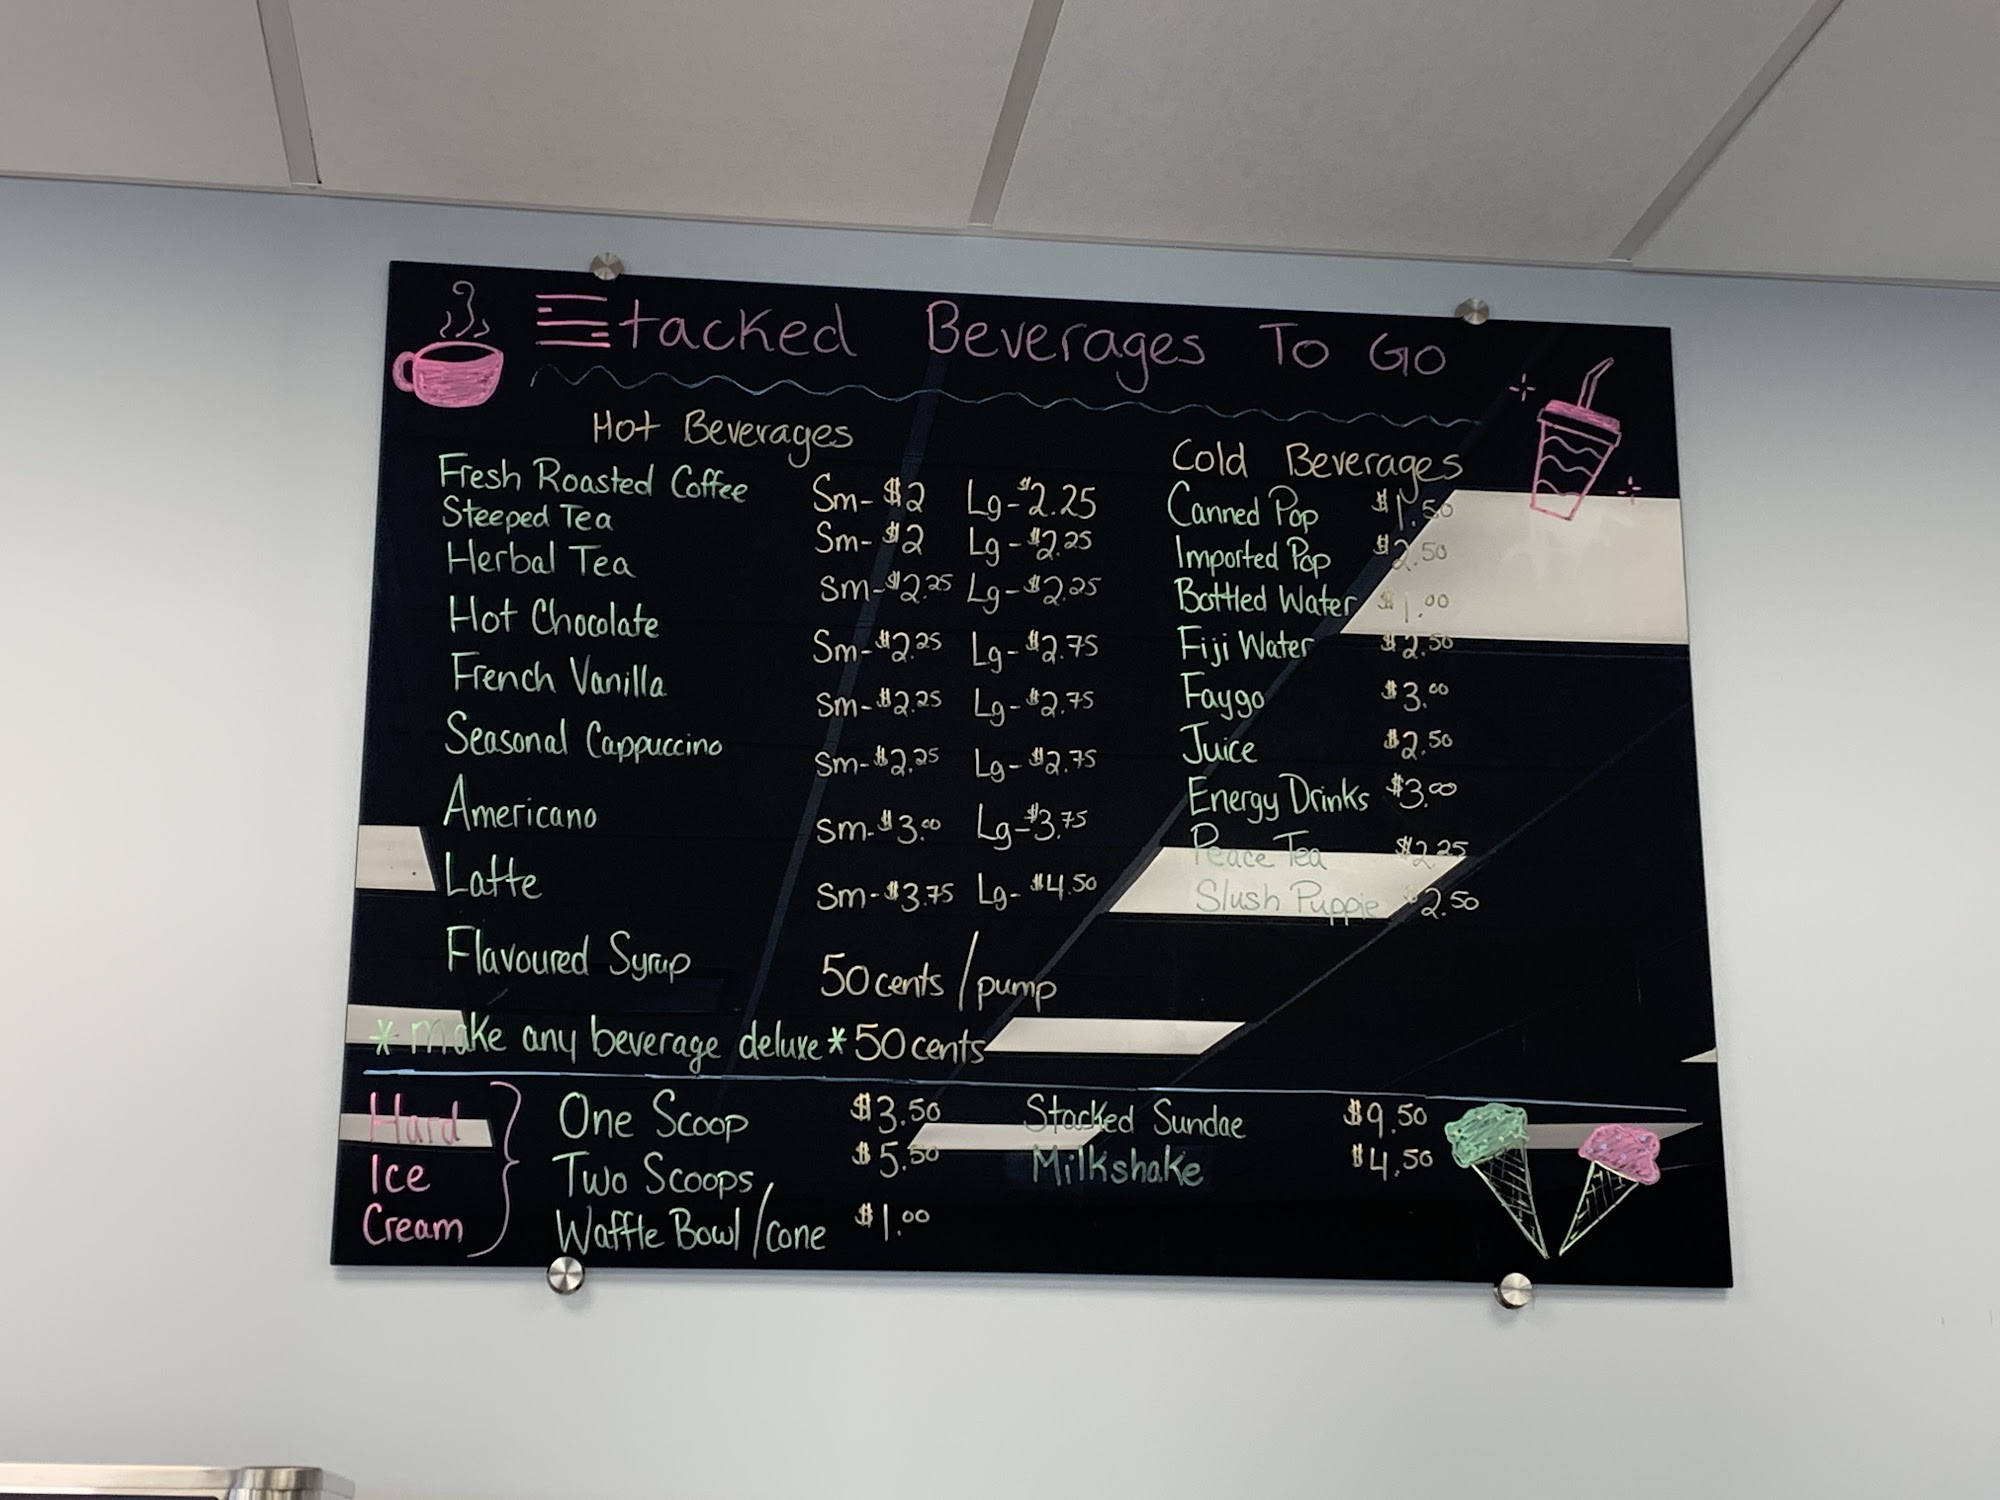 Stacked Beverages To Go
Hot Beverages
Fresh Roasted Coffee Sm-$2 Lg-$2.25
Steeped Tea Sm-$2 Lg-$2.25
Herbal Tea Sm-$2.25 Lg-$2.25
Hot Chocolate Sm-$2.25 Lg-$2.75
French Vanilla Sm-$2.25 Lg-$2.75
Seasonal Cappuccino Sm-$2.25 Lg-$2.75
Americano Sm-$3.00 Lg-$3.75
Latte Sm-$3.75 Lg-$4.50
Flavoured Syrup 50 cents/pump
*make any beverage deluxe* 50 cents
Cold Beverages
Canned Pop $1.50
Imported Pop $2.50
Bottled Water $1.00
Fiji Water $2.50
Faygo $3.00
Juice $2.50
Energy Drinks $3.00
Peace Tea $2.25
Slush Puppie $2.50
Hard
Ice
Cream
One Scoop $3.50
Two Scoops $5.50
Waffle Bowl/cone $1.00
Stacked Sundae $9.50
Milkshake $4.50